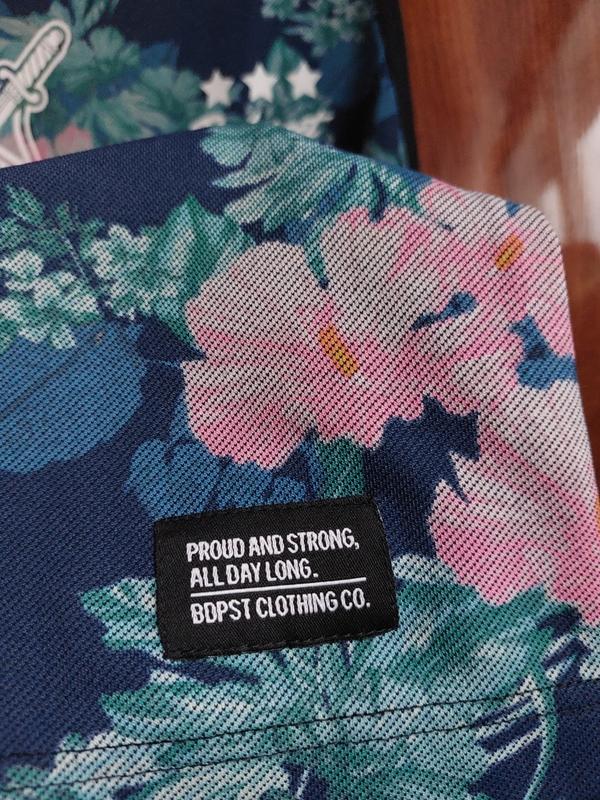 PROUD AND STRONG,
ALL DAY LONG.
BDPST CLOTHING CO.